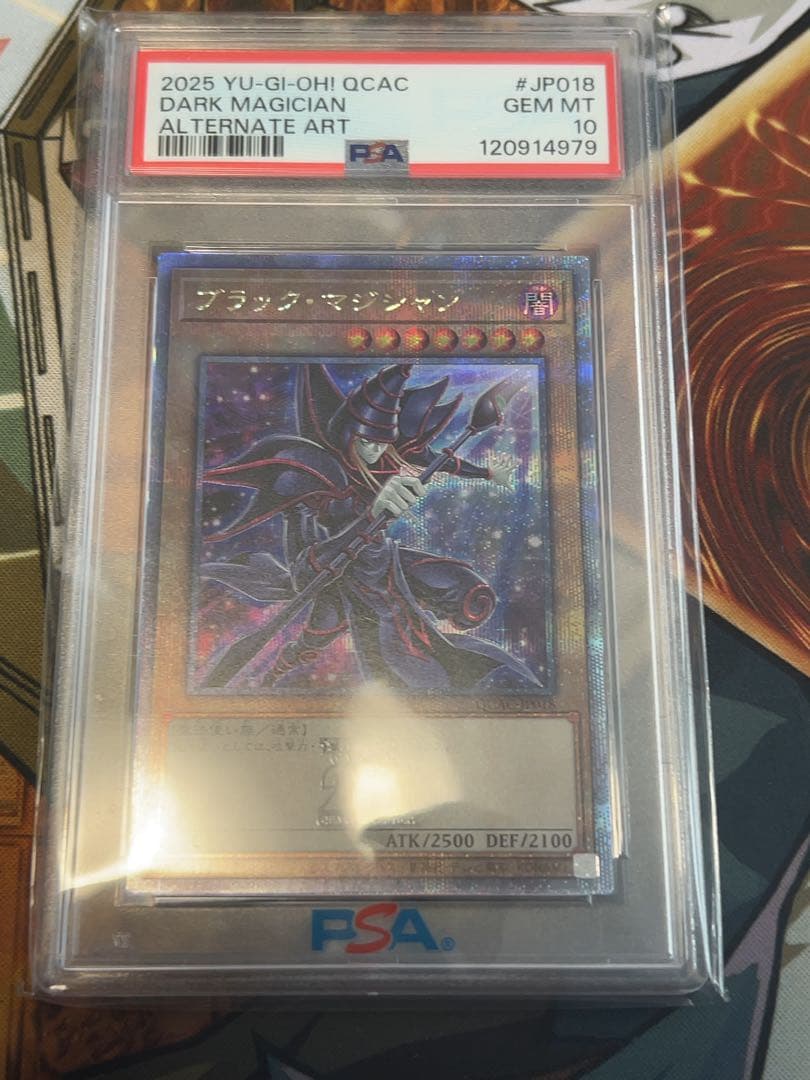 2025 YU-GI-OH! QCAC #JP018
DARK MAGICIAN GEM MT
ALTERNATE ART 10
PSA 120914979
ブラック・マジシャン 闇
ATK/2500 DEF/2100
PSA®